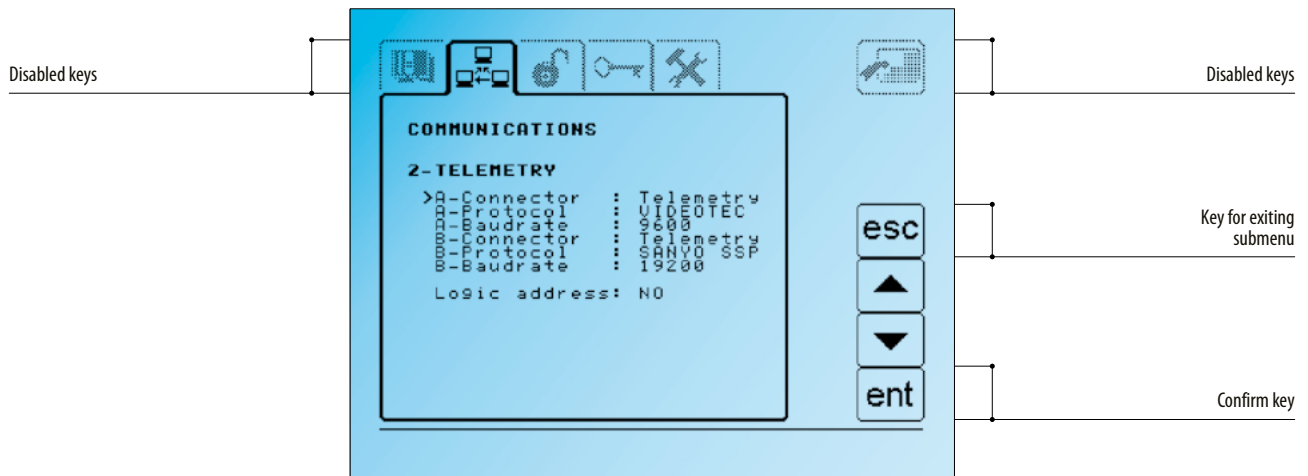 Disabled keys
Disabled keys
COMMUNICATIONS
2-TELEMETRY
>A-Connector : Telemetry
A-Protocol : VIDEOTEC
A-Baudrate : 9600
B-Connector : Telemetry
B-Protocol : SANYO SSP
B-Baudrate : 19200
Logic address: NO
esc
Key for exiting
submenu
ent
Confirm key